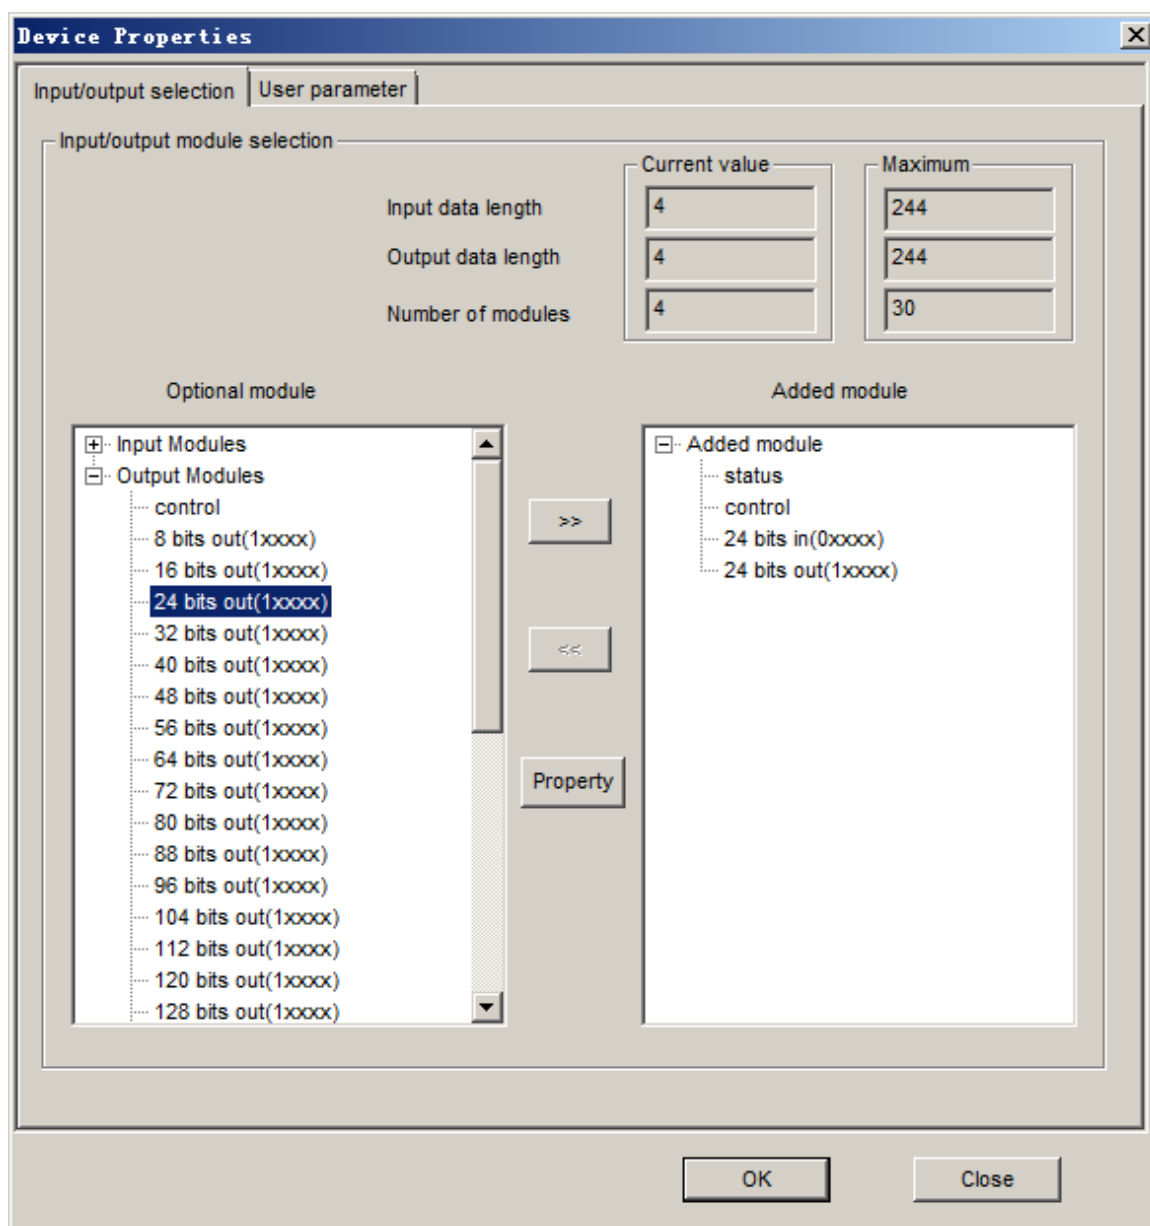 Device Properties
Input/output selection
User parameter
Input/output module selection
Current value
Maximum
Input data length
4
244
Output data length
4
244
Number of modules
4
30
Optional module
Added module
Input Modules
Output Modules
control
8 bits out(1xxxx)
16 bits out(1xxxx)
24 bits out(1xxxx)
32 bits out(1xxxx)
40 bits out(1xxxx)
48 bits out(1xxxx)
56 bits out(1xxxx)
64 bits out(1xxxx)
72 bits out(1xxxx)
80 bits out(1xxxx)
88 bits out(1xxxx)
96 bits out(1xxxx)
104 bits out(1xxxx)
112 bits out(1xxxx)
120 bits out(1xxxx)
128 bits out(1xxxx)
>>
<<
Property
Added module
status
control
24 bits in(0xxxx)
24 bits out(1xxxx)
OK
Close